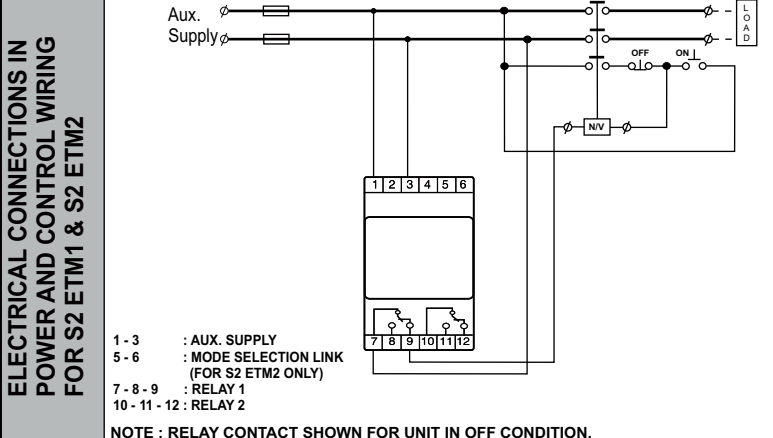 ELECTRICAL CONNECTIONS IN
POWER AND CONTROL WIRING
FOR S2 ETM1 & S2 ETM2
Aux.
Supply
LOAD
OFF
ON
N/V
1 2 3 4 5 6
7 8 9 10 11 12
1 - 3 : AUX. SUPPLY
5 - 6 : MODE SELECTION LINK
(FOR S2 ETM2 ONLY)
7 - 8 - 9 : RELAY 1
10 - 11 - 12 : RELAY 2
NOTE : RELAY CONTACT SHOWN FOR UNIT IN OFF CONDITION.